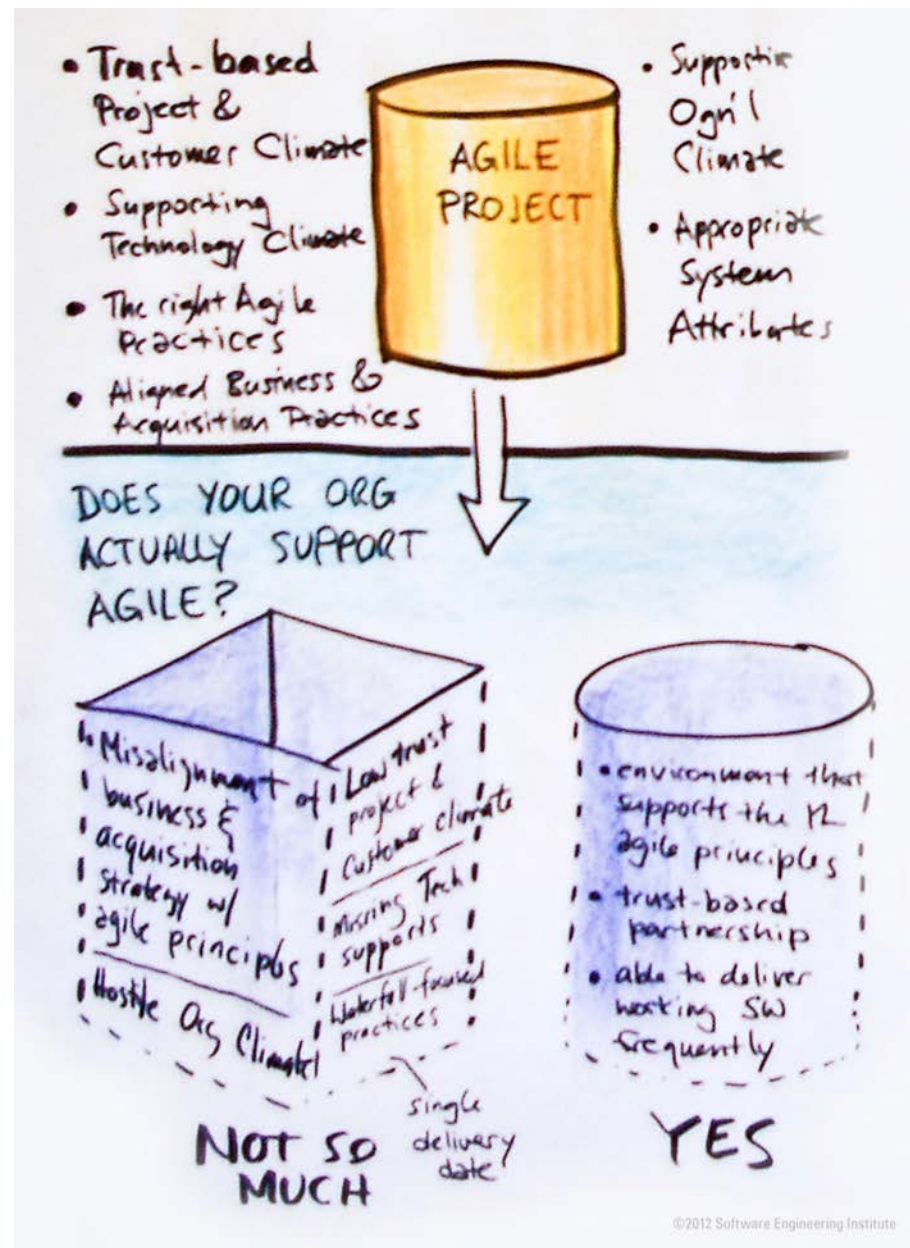 • Trust-based
Project &
Customer Climate
• Supporting
Technology Climate
• The right Agile
Practices
• Aligned Business &
Acquisition Practices
AGILE
PROJECT
• Supportive
Ogn'l
Climate
• Appropriate
System
Attributes
DOES YOUR ORG
ACTUALLY SUPPORT
AGILE?
• Misalignment of
business &
acquisition
strategy w/
agile principles
Hostile Org Climate
Low trust
project &
Customer climate
Missing Tech
supports
Waterfall-focused
practices
single
delivery
date
NOT SO
MUCH
• environment that
supports the 12
agile principles
• trust-based
partnership
• able to deliver
working SW
frequently
YES
©2012 Software Engineering Institute